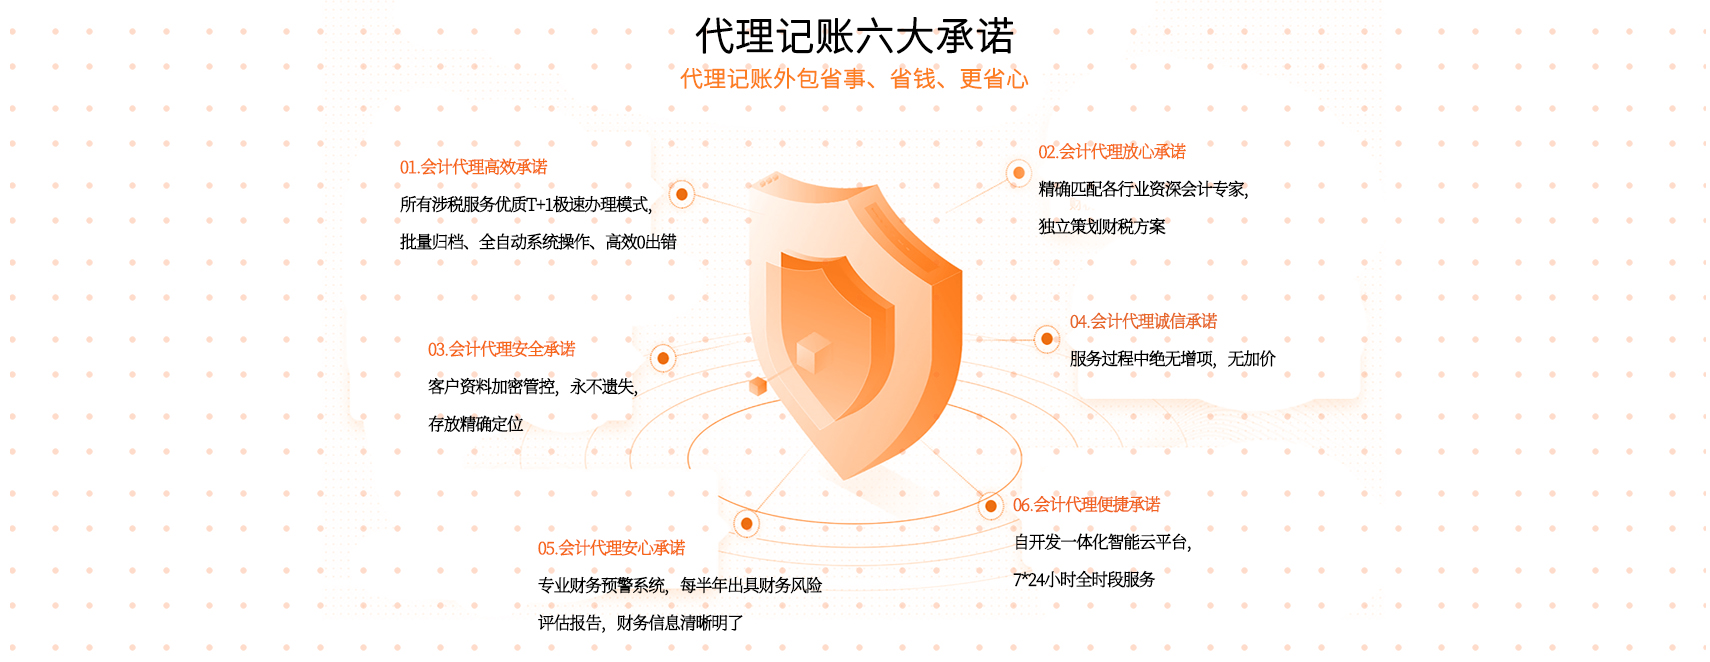 代理记账六大承诺
代理记账外包省事、省钱、更省心
01.会计代理高效承诺
所有涉税服务优质T+1极速办理模式,
批量归档、全自动系统操作、高效0出错
02.会计代理放心承诺
精确匹配各行业资深会计专家,
独立策划财税方案
03.会计代理安全承诺
客户资料加密管控，永不遗失,
存放精确定位
04.会计代理诚信承诺
服务过程中绝无增项，无加价
05.会计代理安心承诺
专业财务预警系统，每半年出具财务风险
评估报告，财务信息清晰明了
06.会计代理便捷承诺
自开发一体化智能云平台,
7*24小时全时段服务